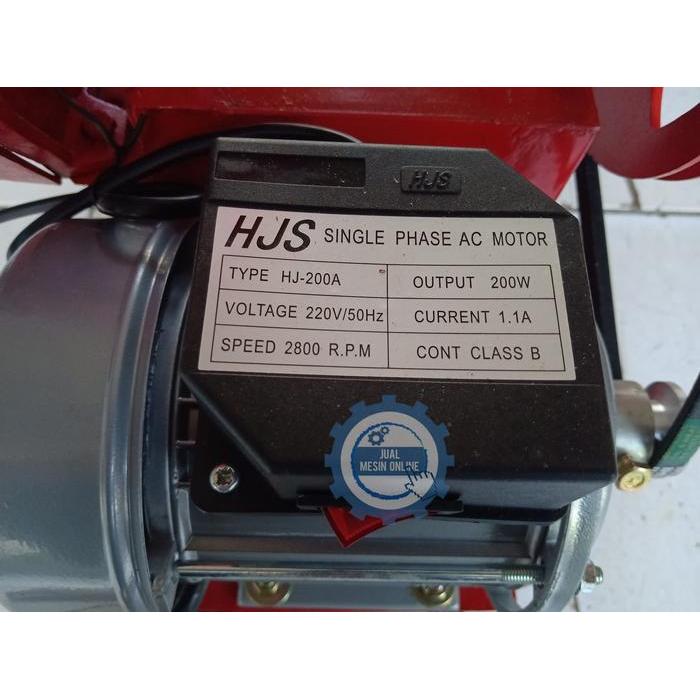 HJS
HJS SINGLE PHASE AC MOTOR
TYPE HJ-200A OUTPUT 200W
VOLTAGE 220V/50Hz CURRENT 1.1A
SPEED 2800 R.P.M CONT CLASS B
JUAL
MESIN ONLINE